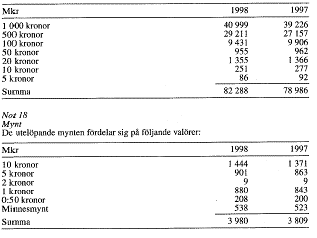 Mkr 1998 1997
1 000 kronor 40 999 39 226
500 kronor 29 211 27 157
100 kronor 9 431 9 906
50 kronor 955 962
20 kronor 1 355 1 366
10 kronor 251 277
5 kronor 86 92
Summa 82 288 78 986
Not 18
Mynt
De utelöpande mynten fördelar sig på följande valörer:
Mkr 1998 1997
10 kronor 1 444 1 371
5 kronor 901 863
2 kronor 9 9
1 kronor 880 843
0:50 kronor 208 200
Minnesmynt 538 523
Summa 3 980 3 809